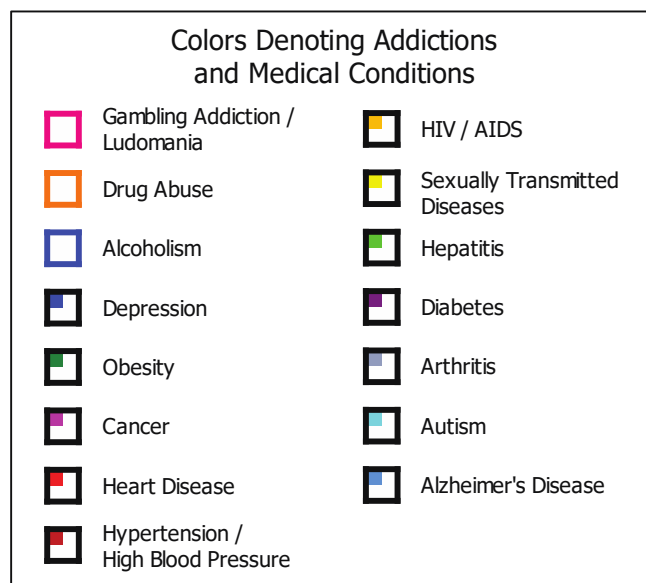 Colors Denoting Addictions
and Medical Conditions
Gambling Addiction /
Ludomania
Drug Abuse
Alcoholism
Depression
Obesity
Cancer
Heart Disease
Hypertension /
High Blood Pressure
HIV / AIDS
Sexually Transmitted
Diseases
Hepatitis
Diabetes
Arthritis
Autism
Alzheimer's Disease